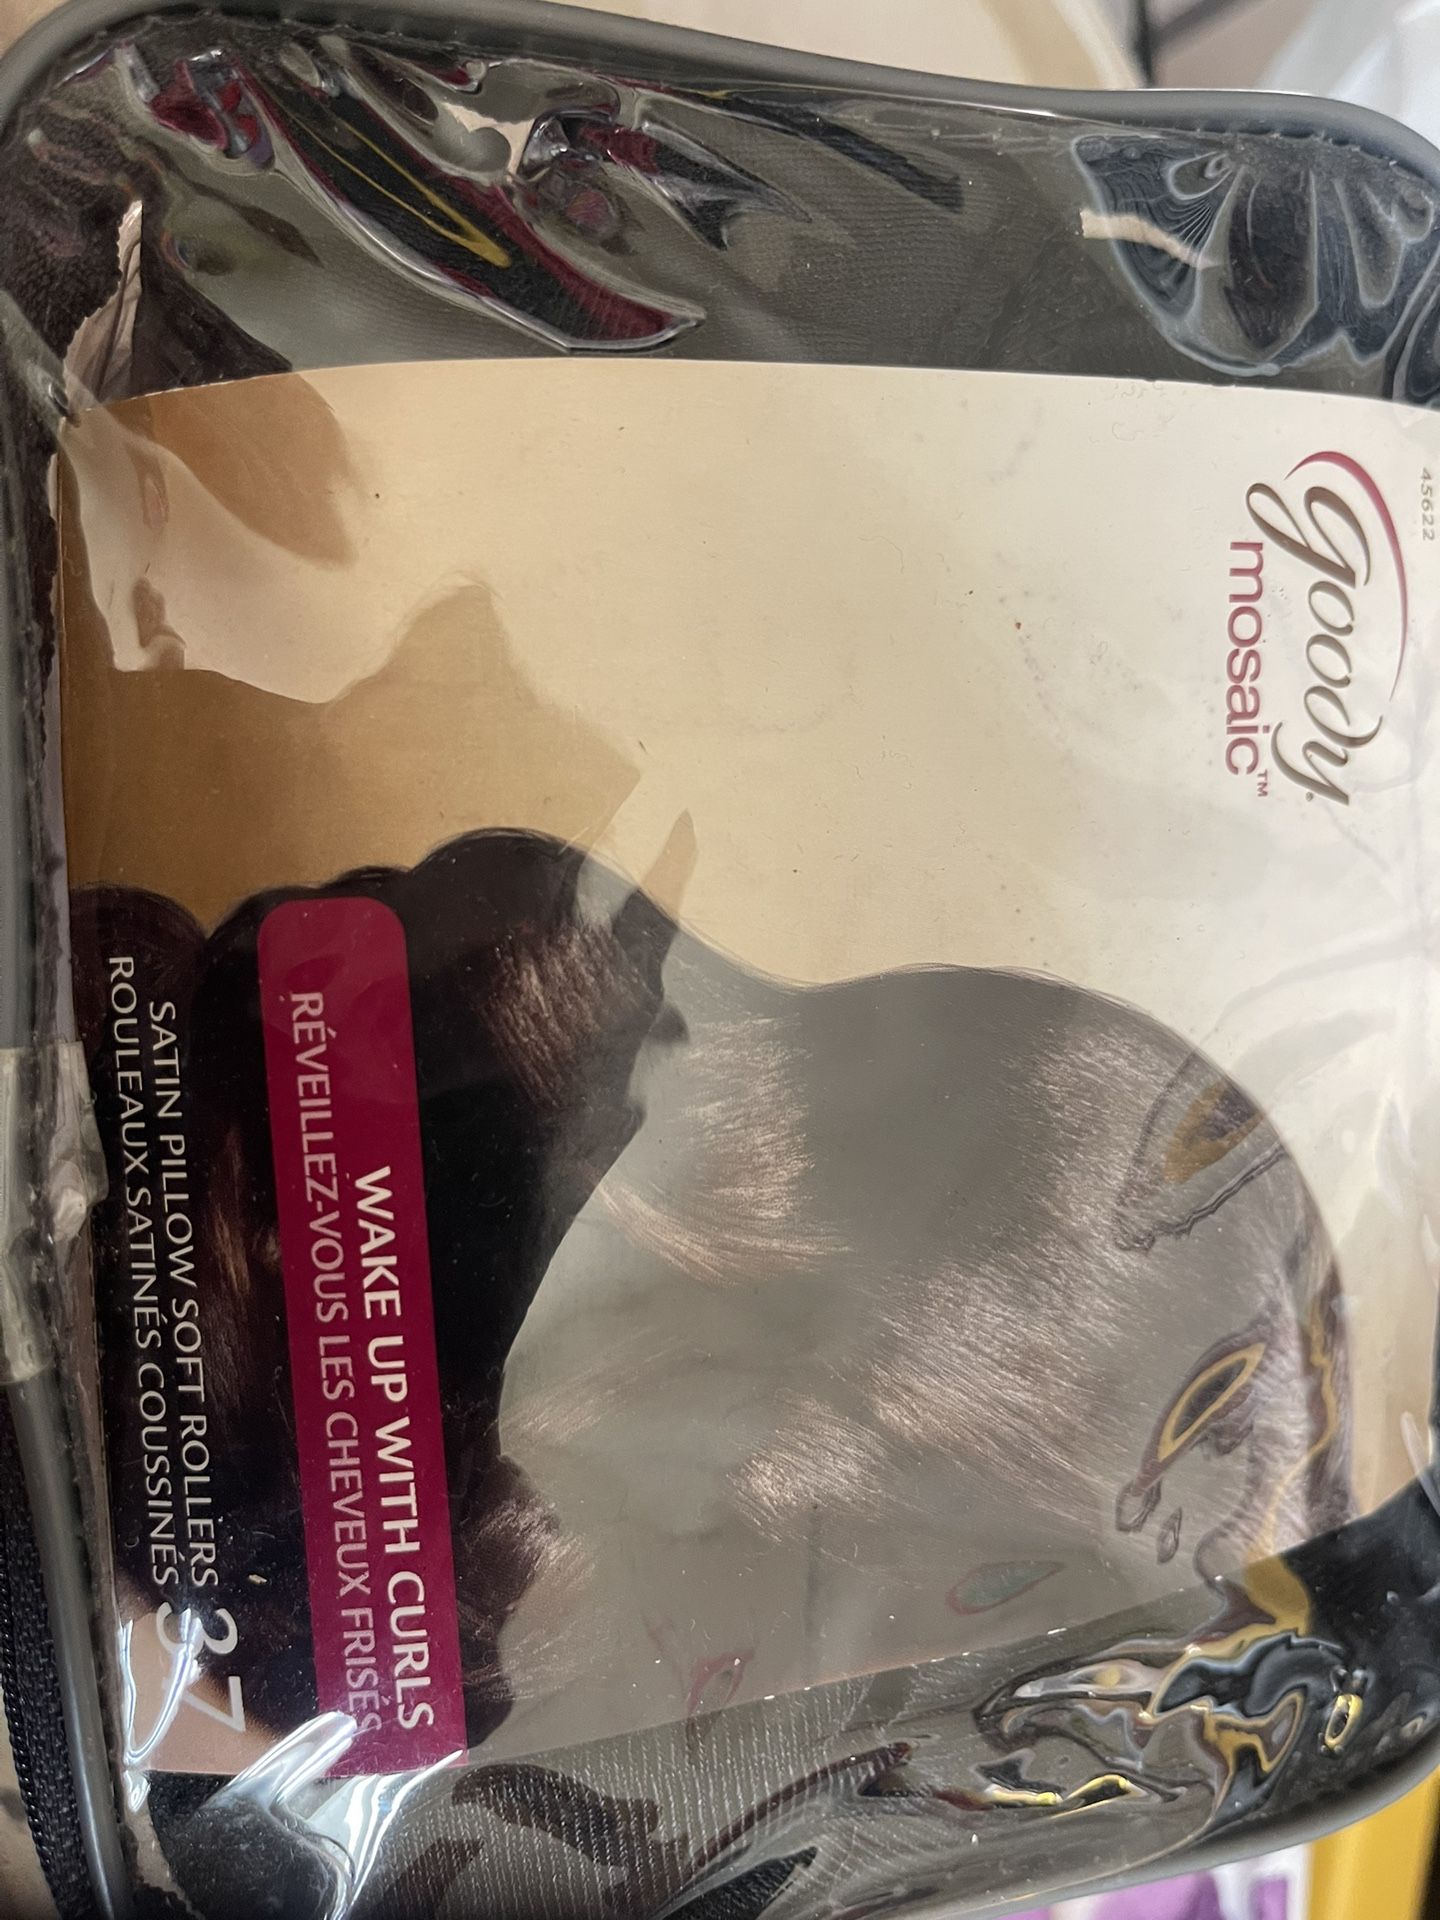 45622
goody®
mosaic™
WAKE UP WITH CURLS
RÉVEILLEZ-VOUS LES CHEVEUX FRISÉS
SATIN PILLOW SOFT ROLLERS
ROULEAUX SATINÉS COUSSINÉS
37